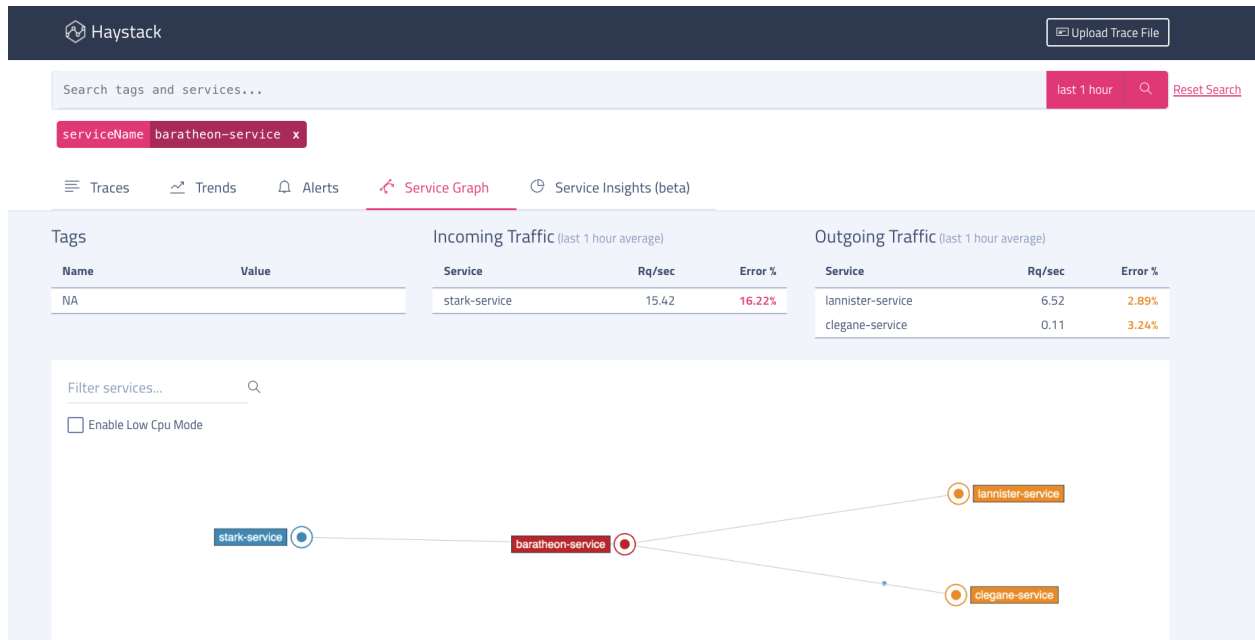 Haystack
Upload Trace File
Search tags and services...
last 1 hour
Reset Search
serviceName baratheon-service x
Traces
Trends
Alerts
Service Graph
Service Insights (beta)
Tags
Name Value
NA
Incoming Traffic (last 1 hour average)
Service Rq/sec Error %
stark-service 15.42 16.22%
Outgoing Traffic (last 1 hour average)
Service Rq/sec Error %
lannister-service 6.52 2.89%
clegane-service 0.11 3.24%
Filter services...
Enable Low Cpu Mode
lannister-service
stark-service
baratheon-service
clegane-service